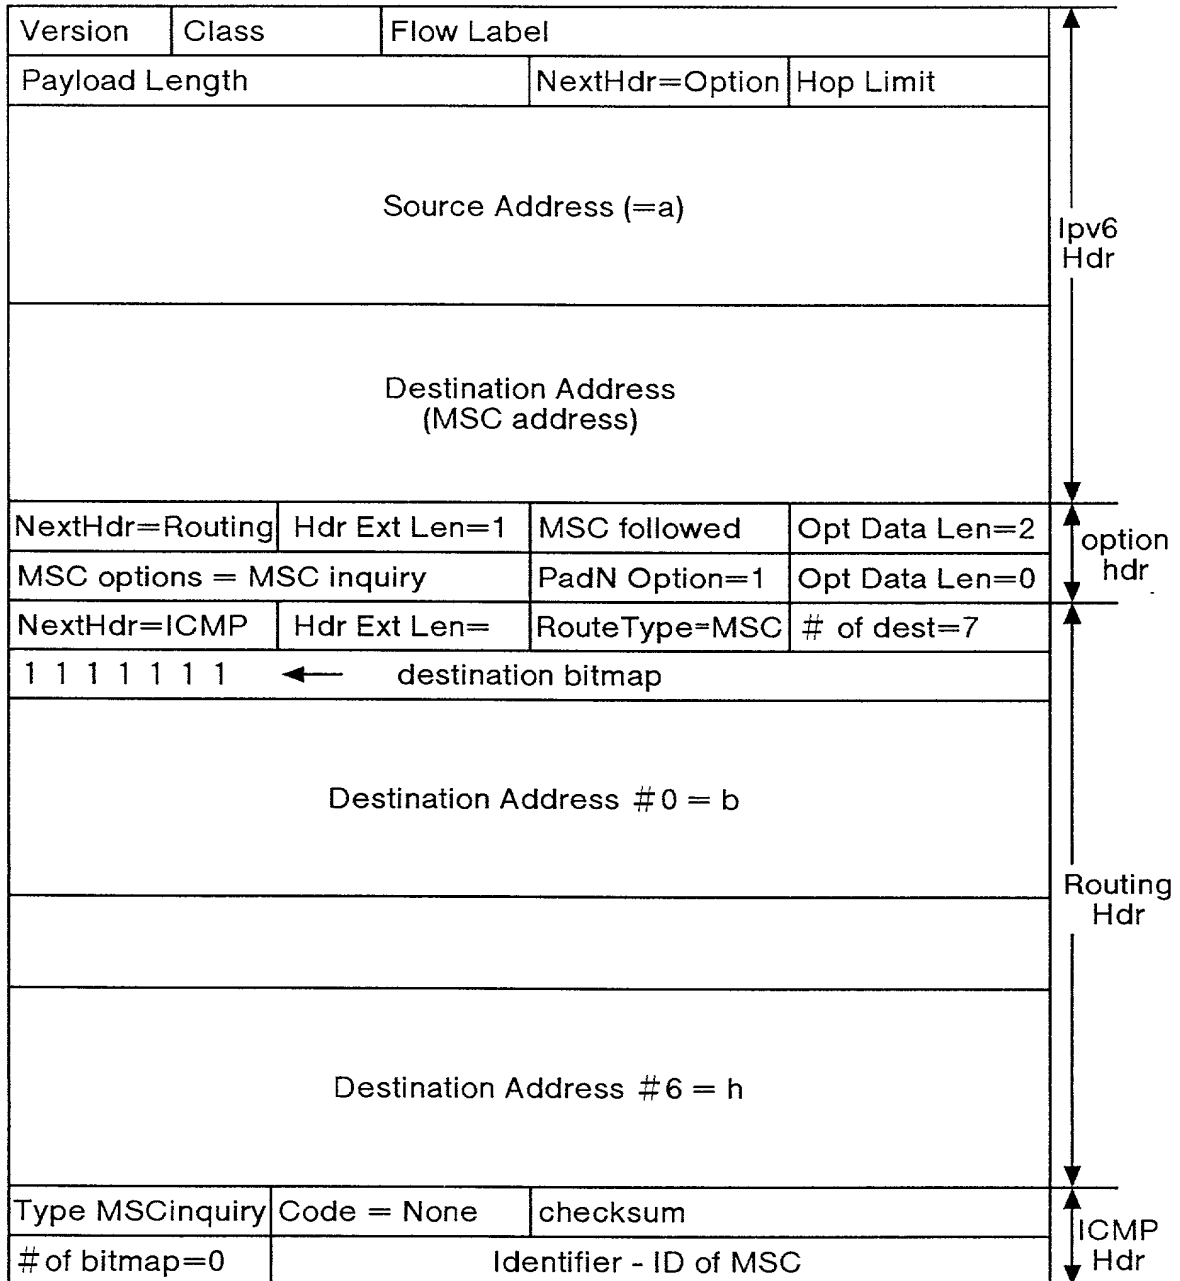 Version Class Flow Label
Payload Length NextHdr=Option Hop Limit
Source Address (=a)
Ipv6
Hdr
Destination Address
(MSC address)
NextHdr=Routing Hdr Ext Len=1 MSC followed Opt Data Len=2
MSC options = MSC inquiry PadN Option=1 Opt Data Len=0
option
hdr
NextHdr=ICMP Hdr Ext Len= RouteType=MSC # of dest=7
1 1 1 1 1 1 1 ← destination bitmap
Destination Address #0 = b
Routing
Hdr
Destination Address #6 = h
Type MSCinquiry Code = None checksum
# of bitmap=0 Identifier - ID of MSC
ICMP
Hdr